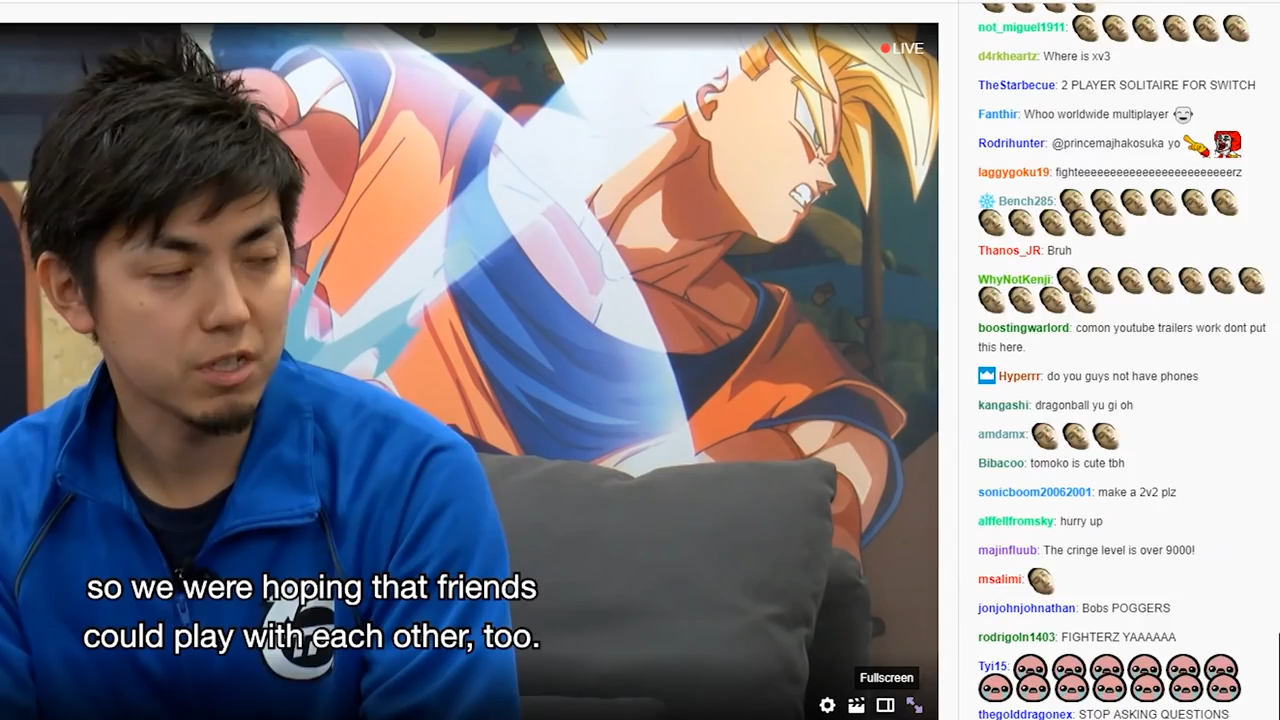 LIVE
so we were hoping that friends
could play with each other, too.
Fullscreen
not_miguel1911:
d4rkheartz: Where is xv3
TheStarbecue: 2 PLAYER SOLITAIRE FOR SWITCH
Fanthir: Whoo worldwide multiplayer
Rodrihunter: @princemajhakosuka yo
laggygoku19: fighteeeeeeeeeeeeeeeeeeeeeeeerz
Bench285:
Thanos_JR: Bruh
WhyNotKenji:
boostingwarlord: comon youtube trailers work dont put
this here.
Hyperrr: do you guys not have phones
kangashi: dragonball yu gi oh
amdamx:
Bibacoo: tomoko is cute tbh
sonicboom20062001: make a 2v2 plz
alffellfromsky: hurry up
majinfluub: The cringe level is over 9000!
msalimi:
jonjohnjohnathan: Bobs POGGERS
rodrigoln1403: FIGHTERZ YAAAAAA
Tyi15:
thegolddragonex: STOP ASKING QUESTIONS